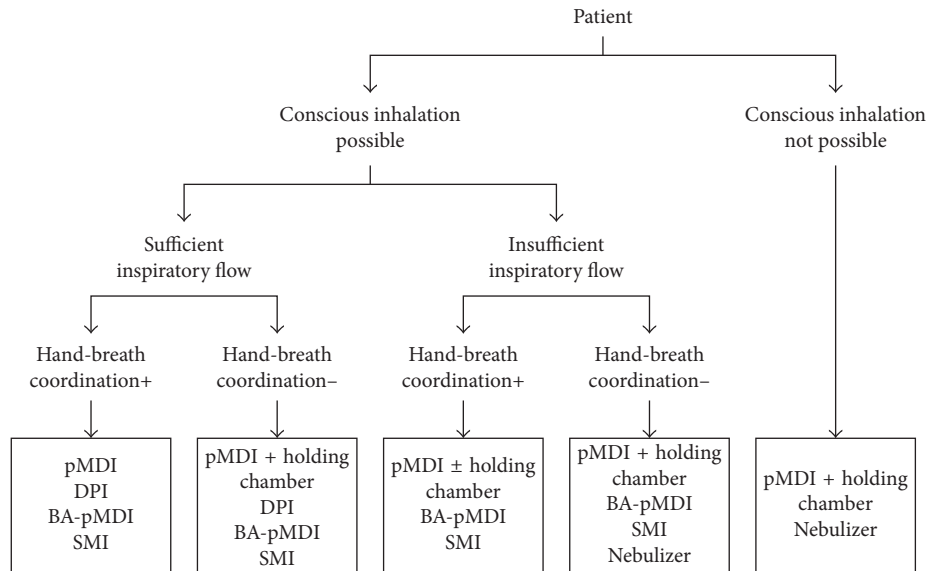 Patient
Conscious inhalation
possible
Conscious inhalation
not possible
Sufficient
inspiratory flow
Insufficient
inspiratory flow
Hand-breath
coordination+
Hand-breath
coordination–
Hand-breath
coordination+
Hand-breath
coordination–
pMDI
DPI
BA-pMDI
SMI
pMDI + holding
chamber
DPI
BA-pMDI
SMI
pMDI ± holding
chamber
BA-pMDI
SMI
pMDI + holding
chamber
BA-pMDI
SMI
Nebulizer
pMDI + holding
chamber
Nebulizer